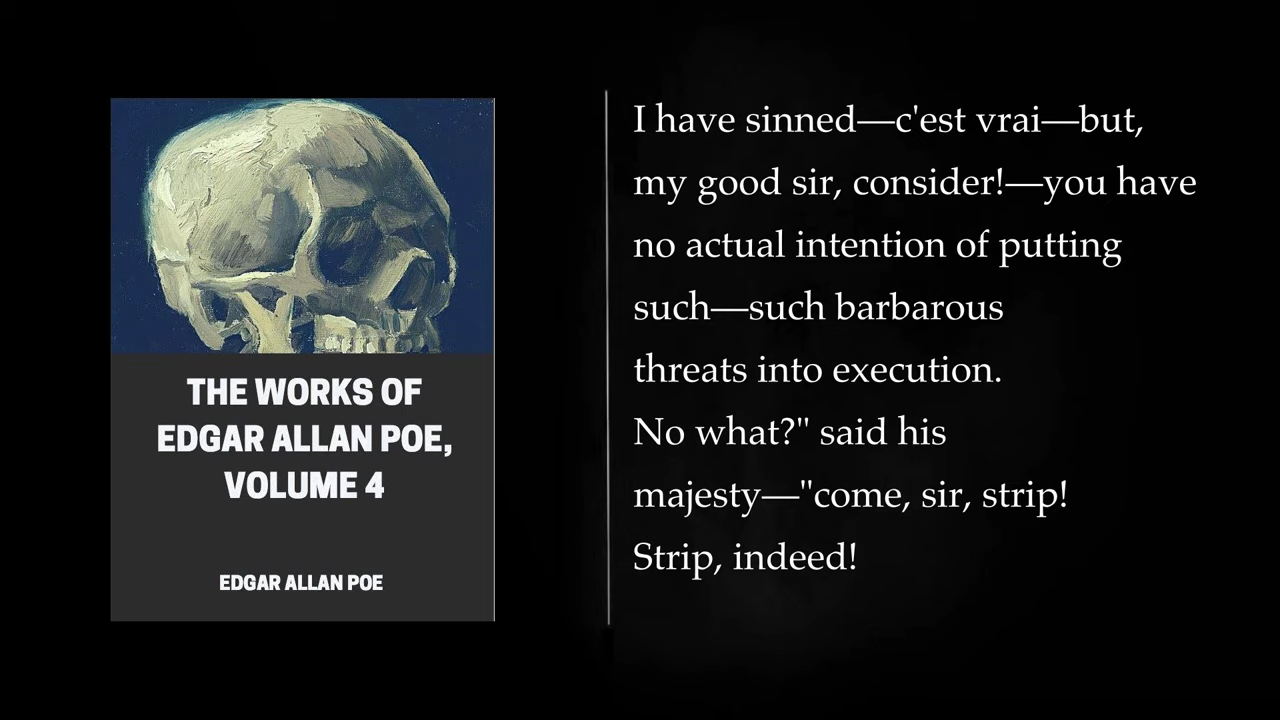 THE WORKS OF
EDGAR ALLAN POE,
VOLUME 4
EDGAR ALLAN POE
I have sinned—c'est vrai—but,
my good sir, consider!—you have
no actual intention of putting
such—such barbarous
threats into execution.
No what?" said his
majesty—"come, sir, strip!
Strip, indeed!